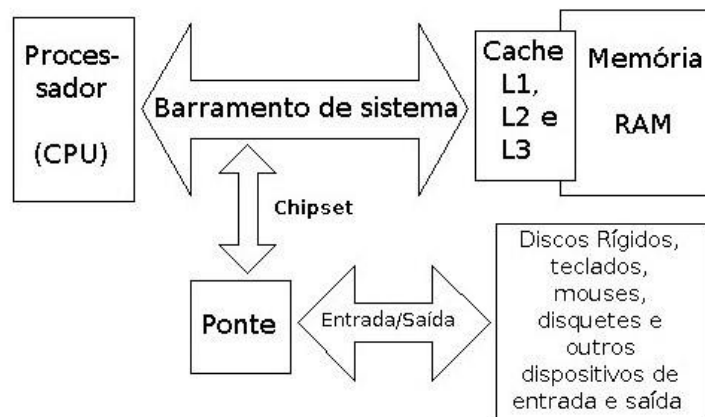 Proces-
sador
(CPU)
Barramento de sistema
Cache
L1,
L2 e
L3
Memória
RAM
Chipset
Ponte
Entrada/Saída
Discos Rígidos,
teclados,
mouses,
disquetes e
outros
dispositivos de
entrada e saída